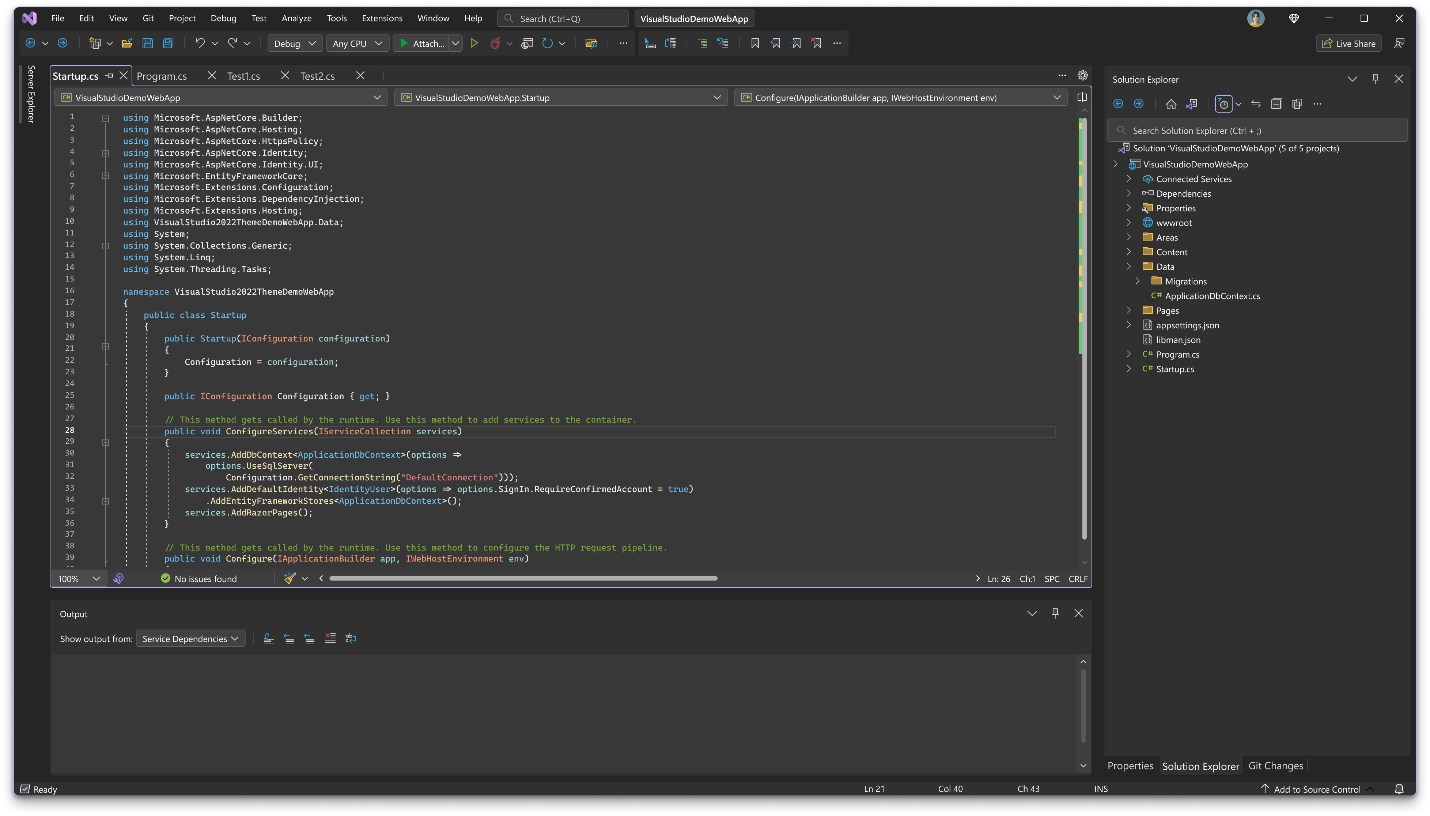 File Edit View Git Project Debug Test Analyze Tools Extensions Window Help Search (Ctrl+Q) VisualStudioDemoWebApp
Debug Any CPU Attach... Live Share
Server Explorer
Startup.cs Program.cs Test1.cs Test2.cs
VisualStudioDemoWebApp VisualStudioDemoWebApp.Startup Configure(IApplicationBuilder app, IWebHostEnvironment env)
1 using Microsoft.AspNetCore.Builder;
2 using Microsoft.AspNetCore.Hosting;
3 using Microsoft.AspNetCore.HttpsPolicy;
4 using Microsoft.AspNetCore.Identity;
5 using Microsoft.AspNetCore.Identity.UI;
6 using Microsoft.EntityFrameworkCore;
7 using Microsoft.Extensions.Configuration;
8 using Microsoft.Extensions.DependencyInjection;
9 using Microsoft.Extensions.Hosting;
10 using VisualStudio2022ThemeDemoWebApp.Data;
11 using System;
12 using System.Collections.Generic;
13 using System.Linq;
14 using System.Threading.Tasks;
15
16 namespace VisualStudio2022ThemeDemoWebApp
17 {
18 public class Startup
19 {
20 public Startup(IConfiguration configuration)
21 {
22 Configuration = configuration;
23 }
24
25 public IConfiguration Configuration { get; }
26
27 // This method gets called by the runtime. Use this method to add services to the container.
28 public void ConfigureServices(IServiceCollection services)
29 {
30 services.AddDbContext<ApplicationDbContext>(options =>
31 options.UseSqlServer(
32 Configuration.GetConnectionString("DefaultConnection")));
33 services.AddDefaultIdentity<IdentityUser>(options => options.SignIn.RequireConfirmedAccount = true)
34 .AddEntityFrameworkStores<ApplicationDbContext>();
35 services.AddRazorPages();
36 }
37
38 // This method gets called by the runtime. Use this method to configure the HTTP request pipeline.
39 public void Configure(IApplicationBuilder app, IWebHostEnvironment env)
100% No issues found Ln: 26 Ch:1 SPC CRLF
Output
Show output from: Service Dependencies
Solution Explorer
Search Solution Explorer (Ctrl + ;)
Solution 'VisualStudioDemoWebApp' (5 of 5 projects)
VisualStudioDemoWebApp
Connected Services
Dependencies
Properties
wwwroot
Areas
Content
Data
Migrations
C# ApplicationDbContext.cs
Pages
appsettings.json
libman.json
C# Program.cs
C# Startup.cs
Properties Solution Explorer Git Changes
Ready Ln 21 Col 40 Ch 43 INS Add to Source Control